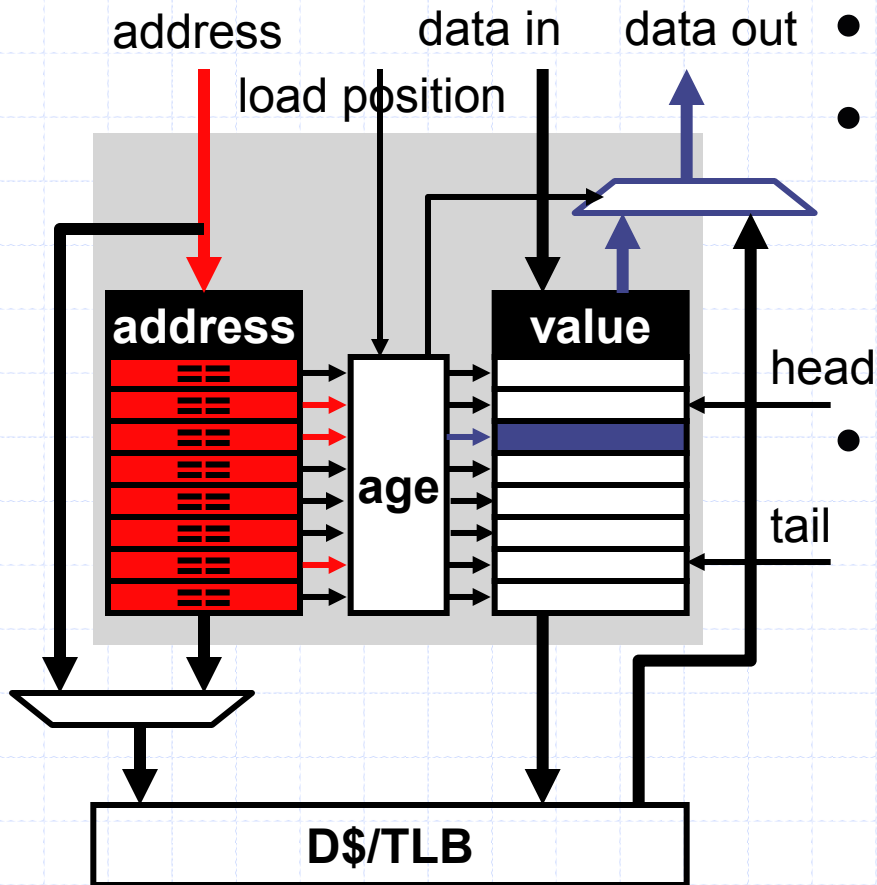 address data in data out •
load position •
address value
== head
==
== •
== age
==
== tail
==
==
D$/TLB